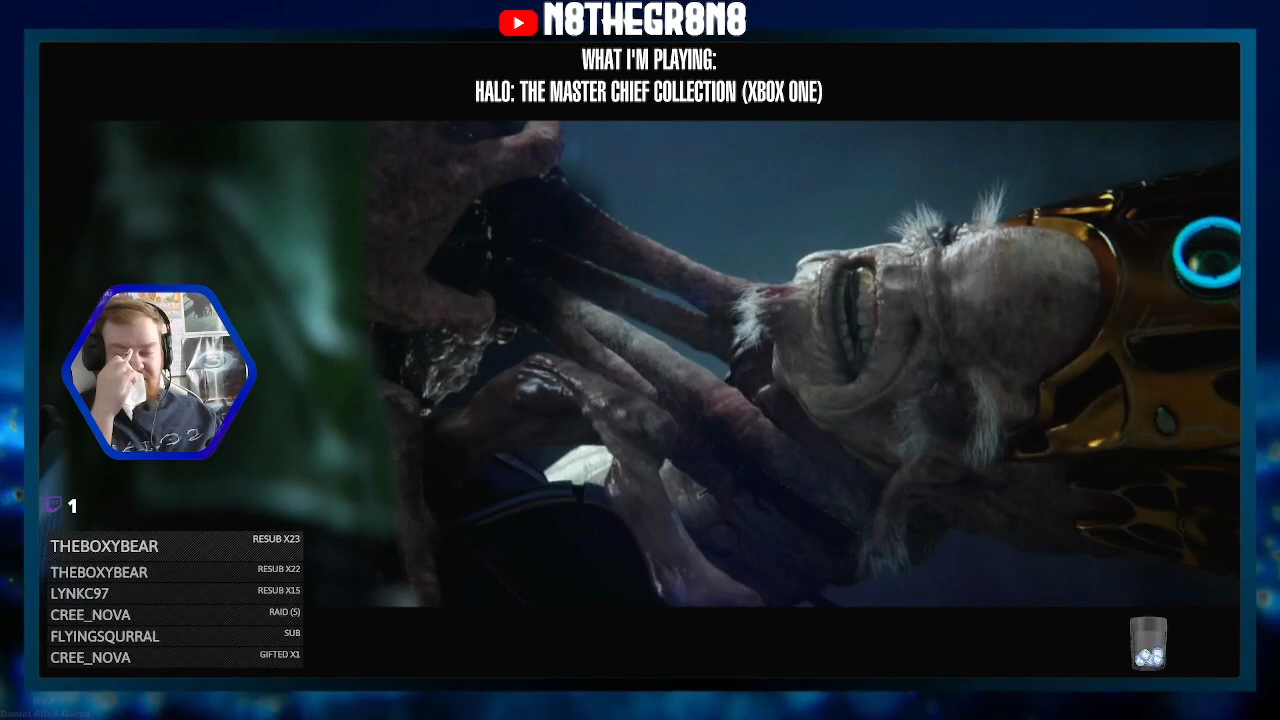 N8THEGR8N8
WHAT I'M PLAYING:
HALO: THE MASTER CHIEF COLLECTION (XBOX ONE)
1
THEBOXYBEAR RESUB X23
THEBOXYBEAR RESUB X22
LYNKC97 RESUB X15
CREE_NOVA RAID (5)
FLYINGSQURRAL SUB
CREE_NOVA GIFTED X1